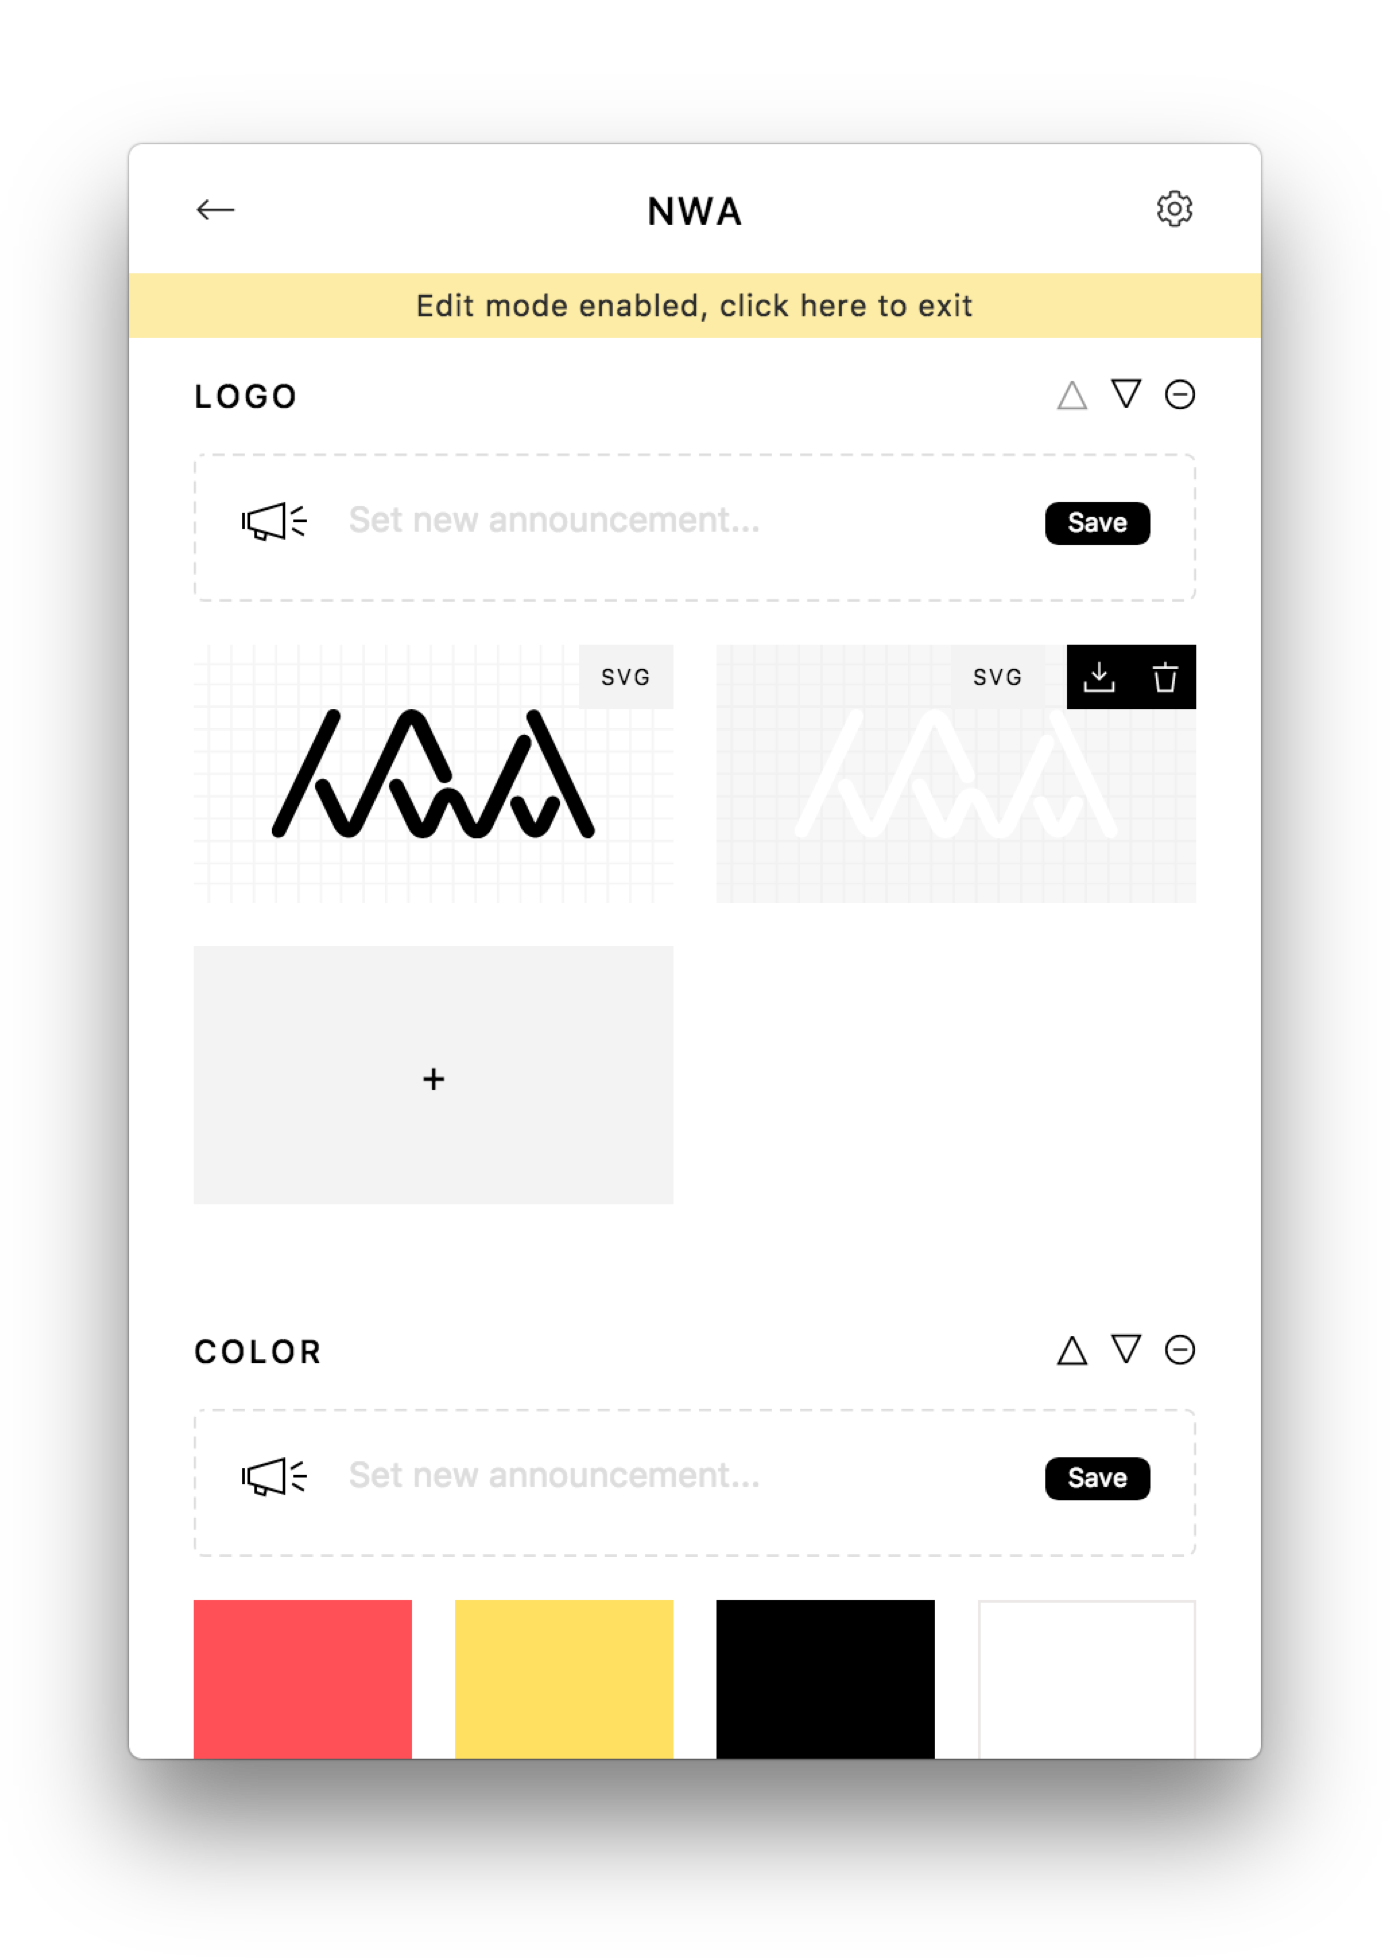 NWA
Edit mode enabled, click here to exit
LOGO
Set new announcement...
Save
SVG
SVG
+
COLOR
Set new announcement...
Save